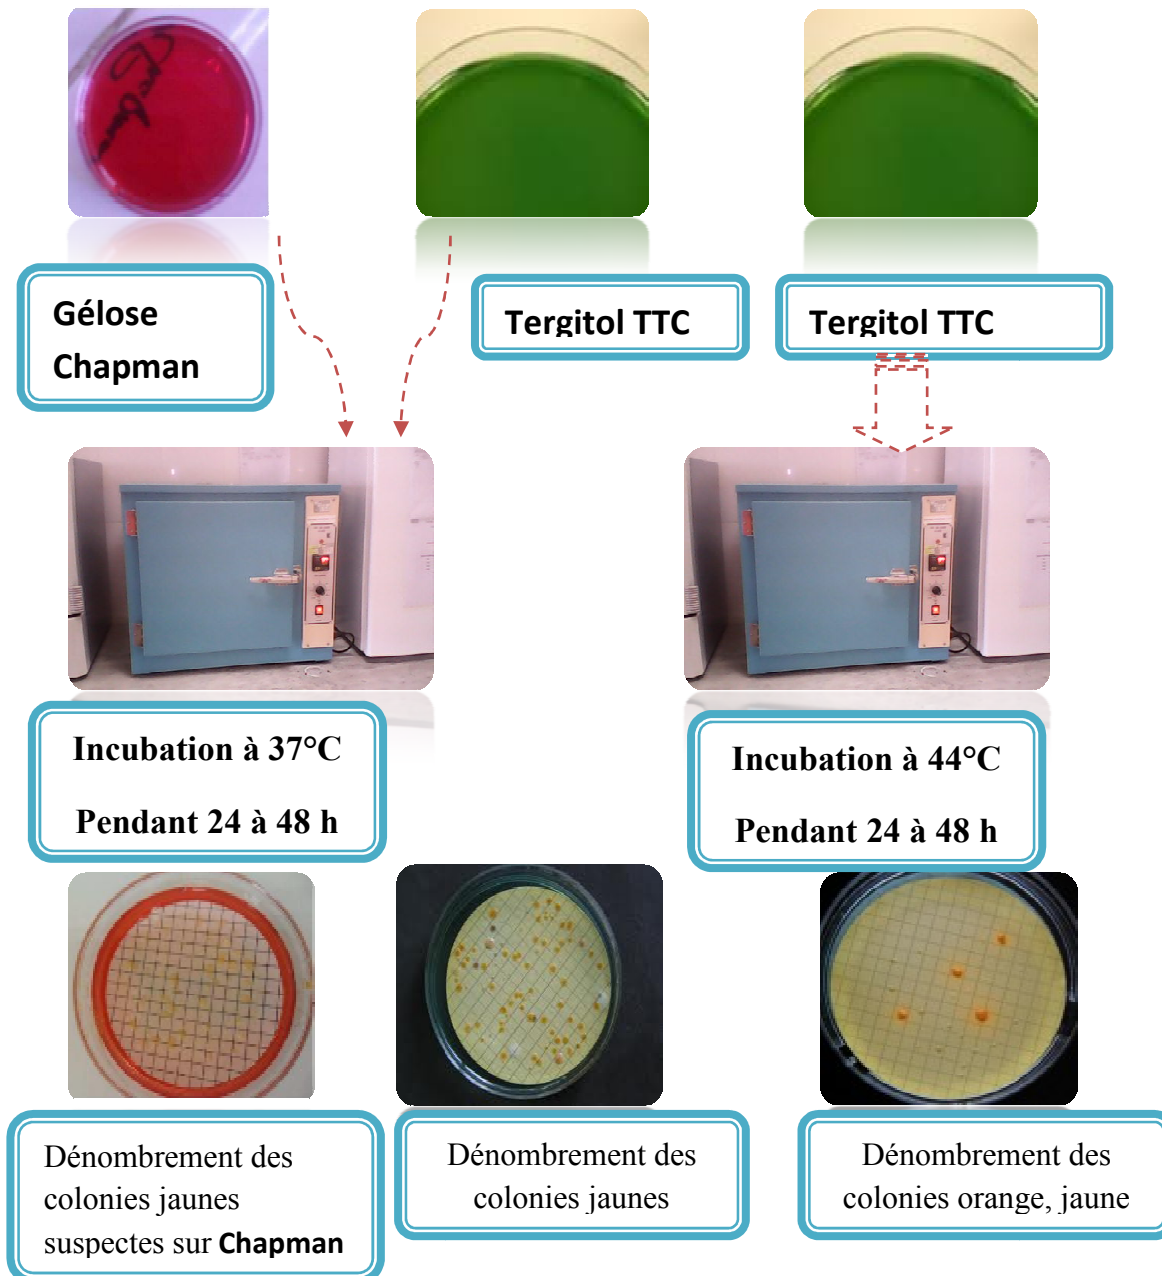 Gélose
Chapman
Tergitol TTC
Tergitol TTC
Incubation à 37°C
Pendant 24 à 48 h
Incubation à 44°C
Pendant 24 à 48 h
Dénombrement des
colonies jaunes
suspectes sur Chapman
Dénombrement des
colonies jaunes
Dénombrement des
colonies orange, jaune